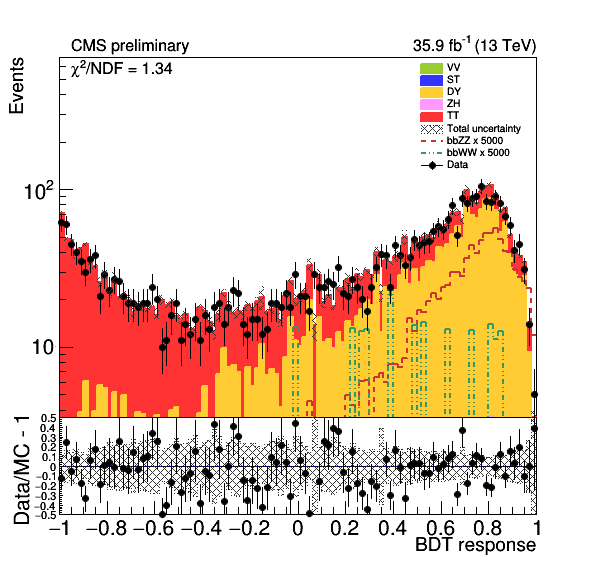 CMS preliminary
35.9 fb⁻¹ (13 TeV)
χ²/NDF = 1.34
Events
VV
ST
DY
ZH
TT
Total uncertainty
bbZZ x 5000
bbWW x 5000
Data
10²
10
Data/MC - 1
0.5
0.4
0.3
0.2
0.1
0
-0.1
-0.2
-0.3
-0.4
-0.5
−1 −0.8 −0.6 −0.4 −0.2 0 0.2 0.4 0.6 0.8 1
BDT response